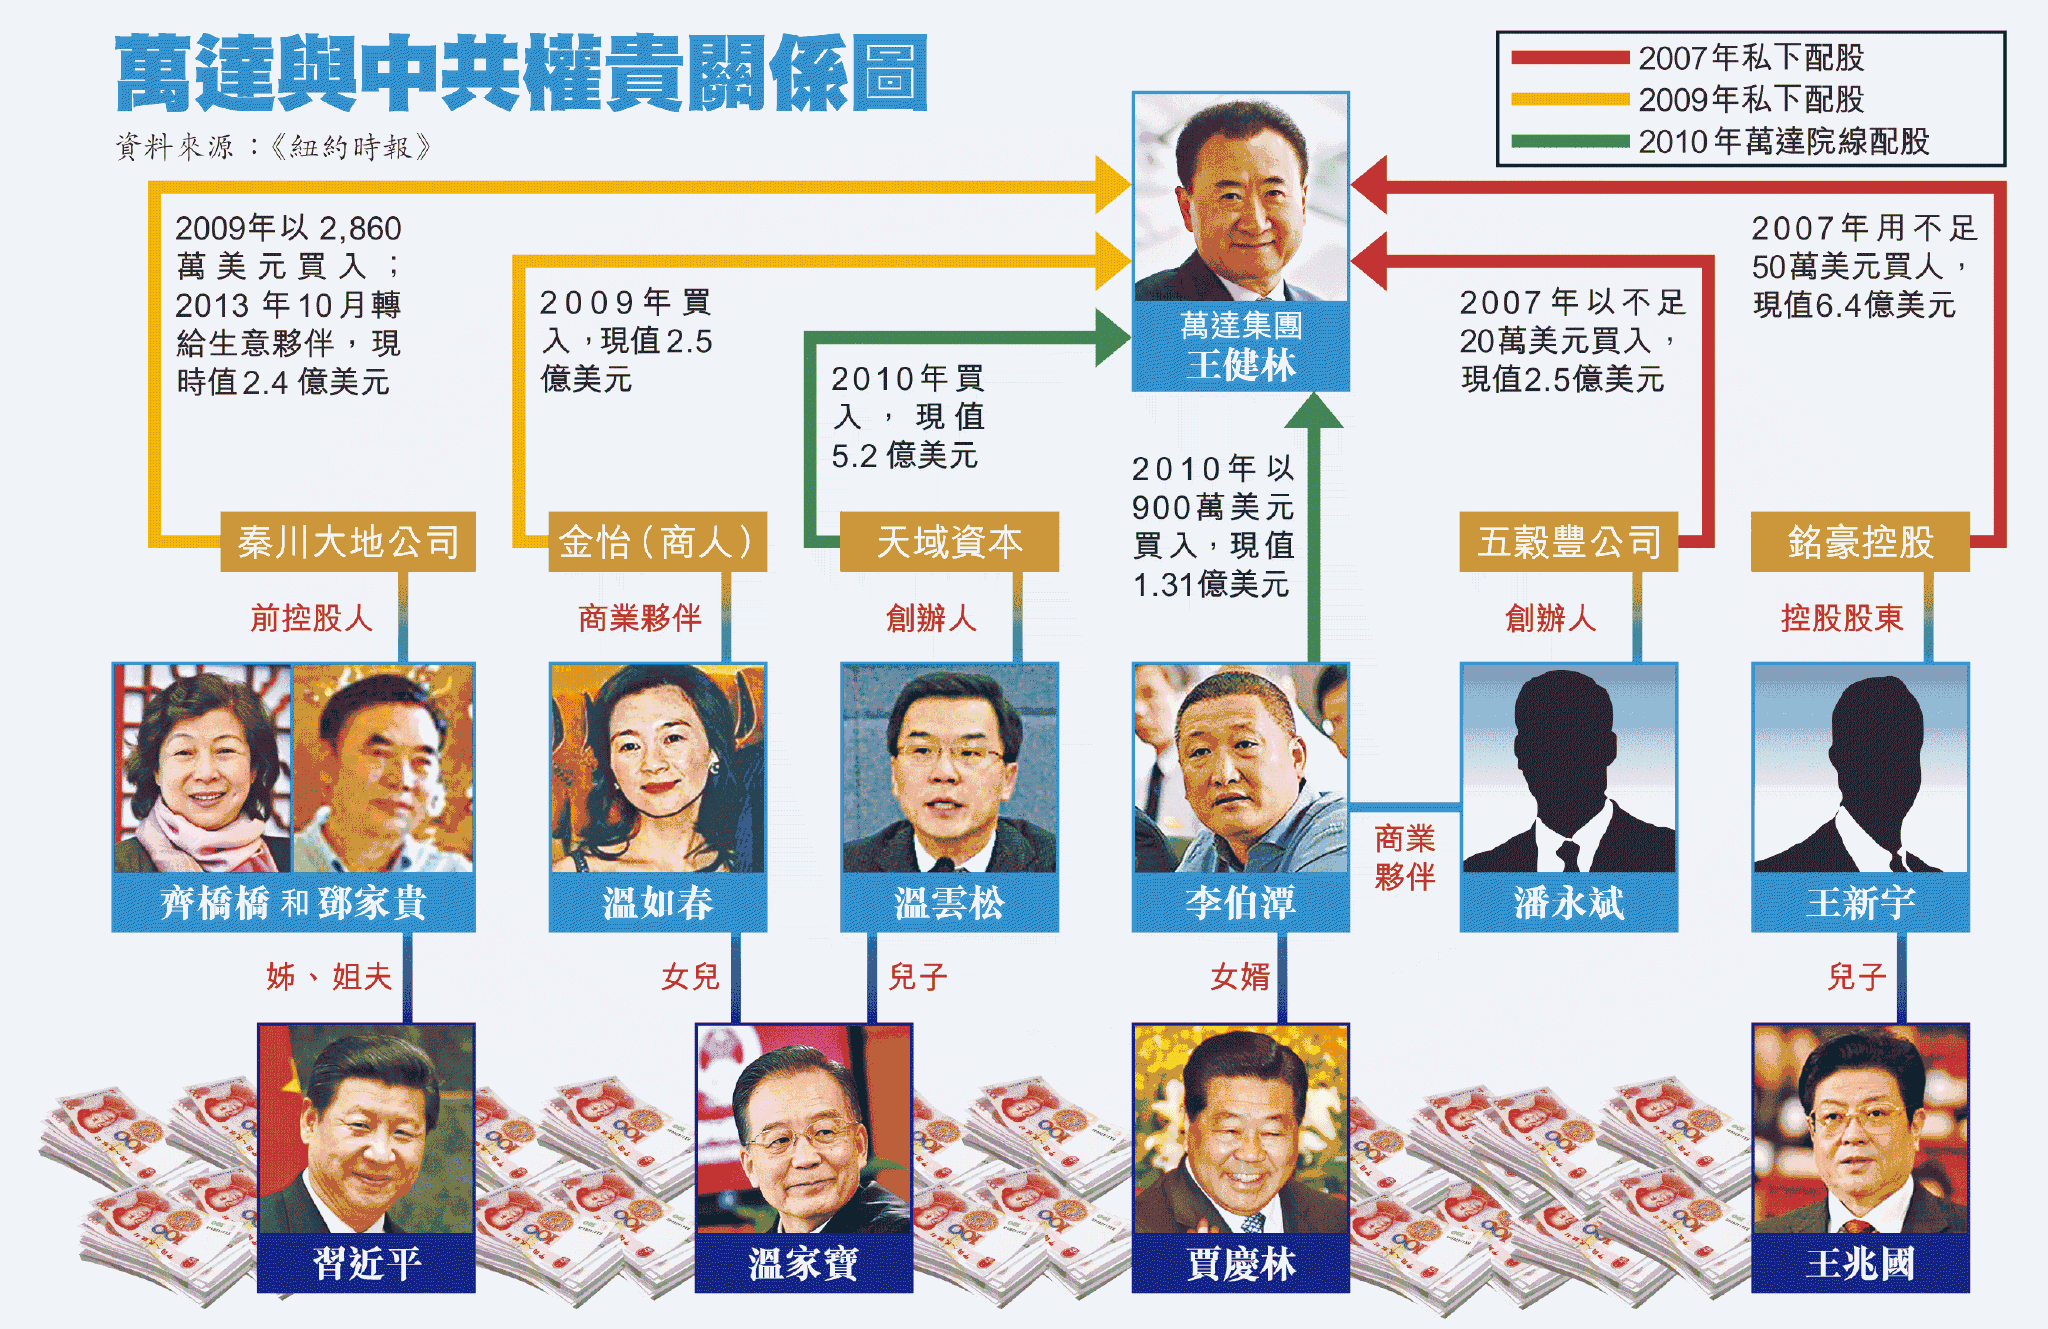 萬達與中共權貴關係圖
資料來源：《紐約時報》
2007年私下配股
2009年私下配股
2010年萬達院線配股
萬達集團
王健林
2009年以 2,860
萬美元買入；
2013 年10月轉
給生意夥伴，現
時值2.4 億美元
2009年買
入，現值2.5
億美元
2010年買
入，現值
5.2 億美元
2010年以
900萬美元
買入，現值
1.31億美元
2007年以不足
20萬美元買入，
現值2.5億美元
2007年用不足
50萬美元買人，
現值6.4億美元
秦川大地公司
金怡（商人）
天域資本
五穀豐公司
銘豪控股
前控股人
商業夥伴
創辦人
創辦人
控股股東
齊橋橋和鄧家貴
溫如春
溫雲松
李伯潭
商業
夥伴
潘永斌
王新宇
姊、姐夫
女兒
兒子
女婿
兒子
習近平
溫家寶
賈慶林
王兆國